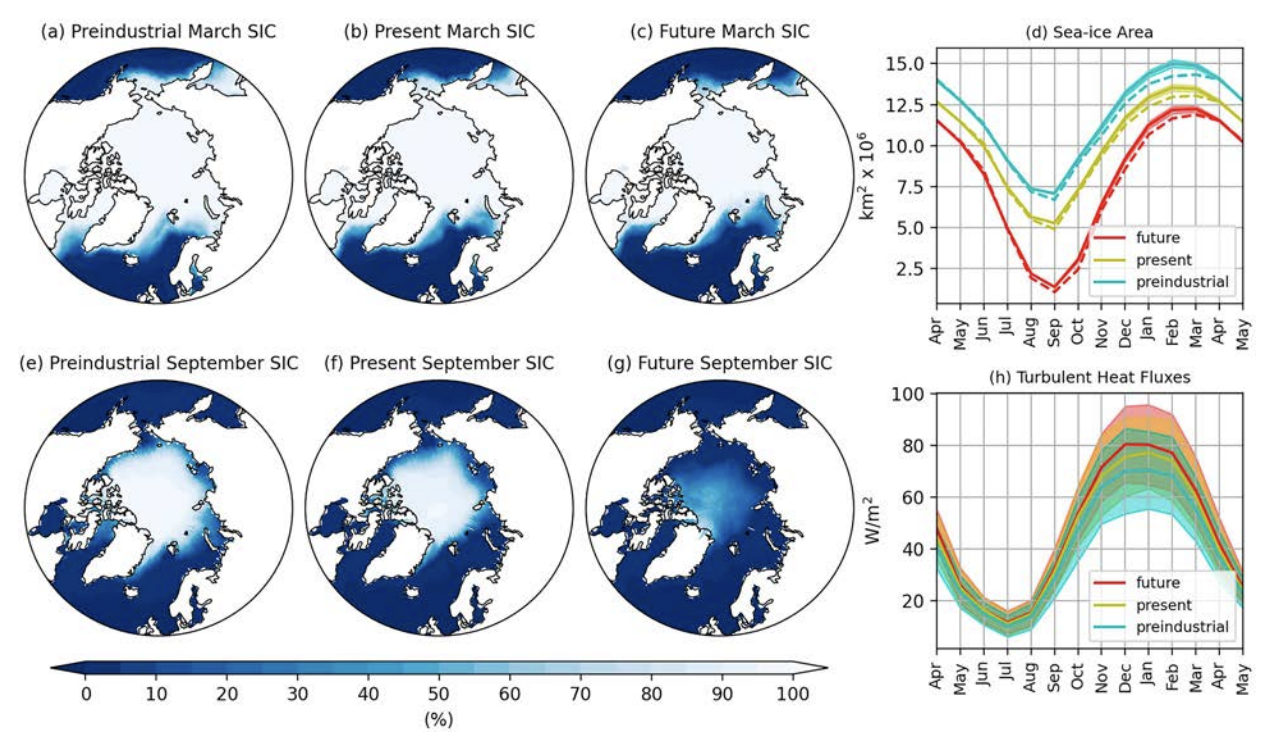 (a) Preindustrial March SIC
(b) Present March SIC
(c) Future March SIC
(d) Sea-ice Area
15.0
12.5
10.0
7.5
5.0
2.5
km² x 10⁶
future
present
preindustrial
Apr
May
Jun
Jul
Aug
Sep
Oct
Nov
Dec
Jan
Feb
Mar
Apr
May
(e) Preindustrial September SIC
(f) Present September SIC
(g) Future September SIC
(h) Turbulent Heat Fluxes
100
80
60
40
20
W/m²
future
present
preindustrial
Apr
May
Jun
Jul
Aug
Sep
Oct
Nov
Dec
Jan
Feb
Mar
Apr
May
0 10 20 30 40 50 60 70 80 90 100
(%)